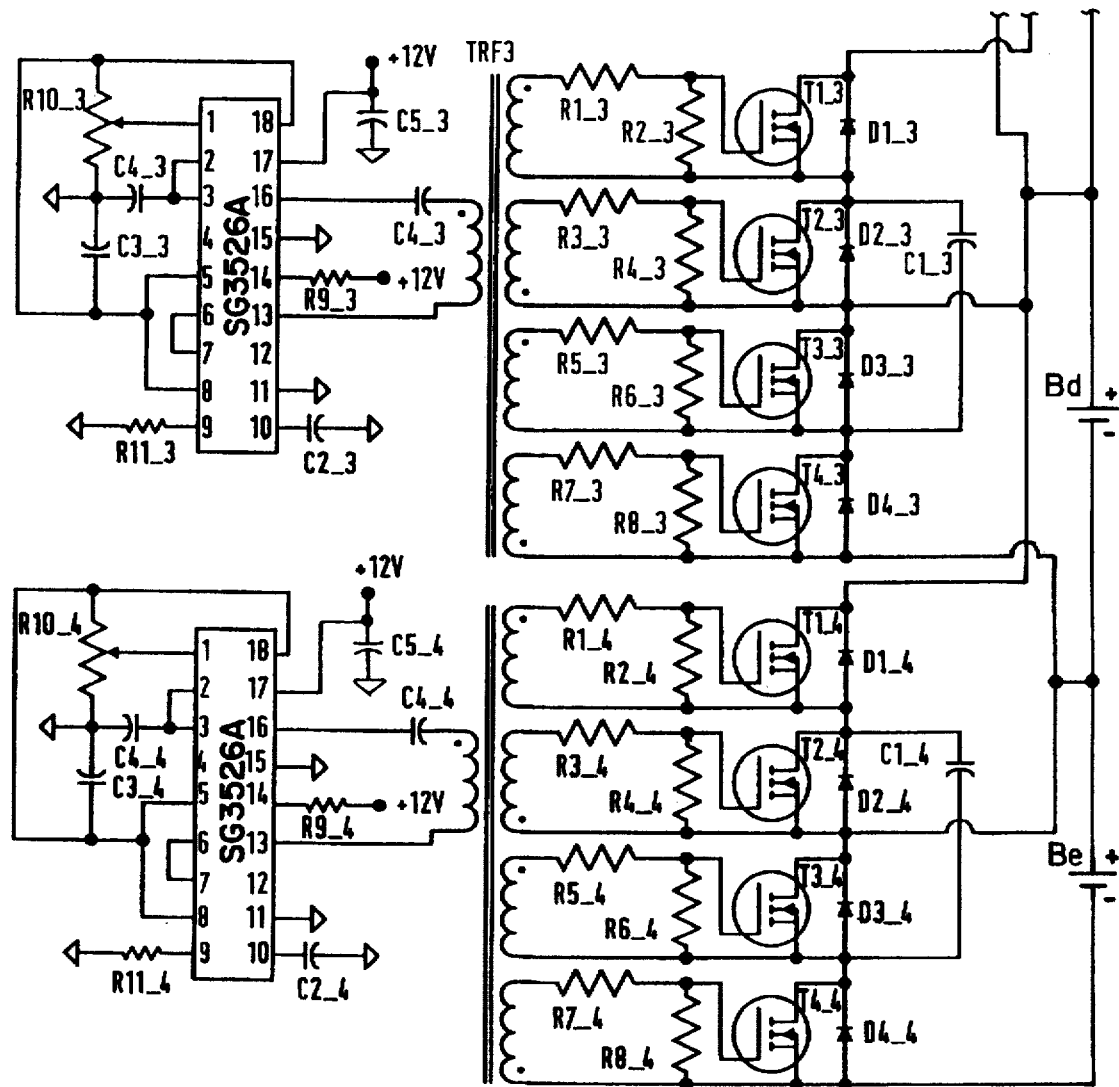 TRF3
+12V
R10_3
C5_3
R1_3
T1_3
1
18
R2_3
D1_3
C4_3
2
17
3
16
R3_3
T2_3
D2_3
C4_3
4
15
R4_3
C1_3
C3_3
5
14
R9_3
+12V
SG3526A
6
13
R5_3
T3_3
D3_3
7
12
R6_3
Bd
+
-
8
11
R11_3
9
10
C2_3
R7_3
T4_3
D4_3
R8_3
+12V
R10_4
C5_4
R1_4
T1_4
1
18
R2_4
D1_4
2
17
C4_4
3
16
R3_4
T2_4
C1_4
C4_4
4
15
C3_4
R4_4
D2_4
5
14
R9_4
+12V
SG3526A
6
13
Be
+
-
7
12
R5_4
T3_4
D3_4
8
11
R6_4
R11_4
9
10
C2_4
R7_4
T4_4
D4_4
R8_4